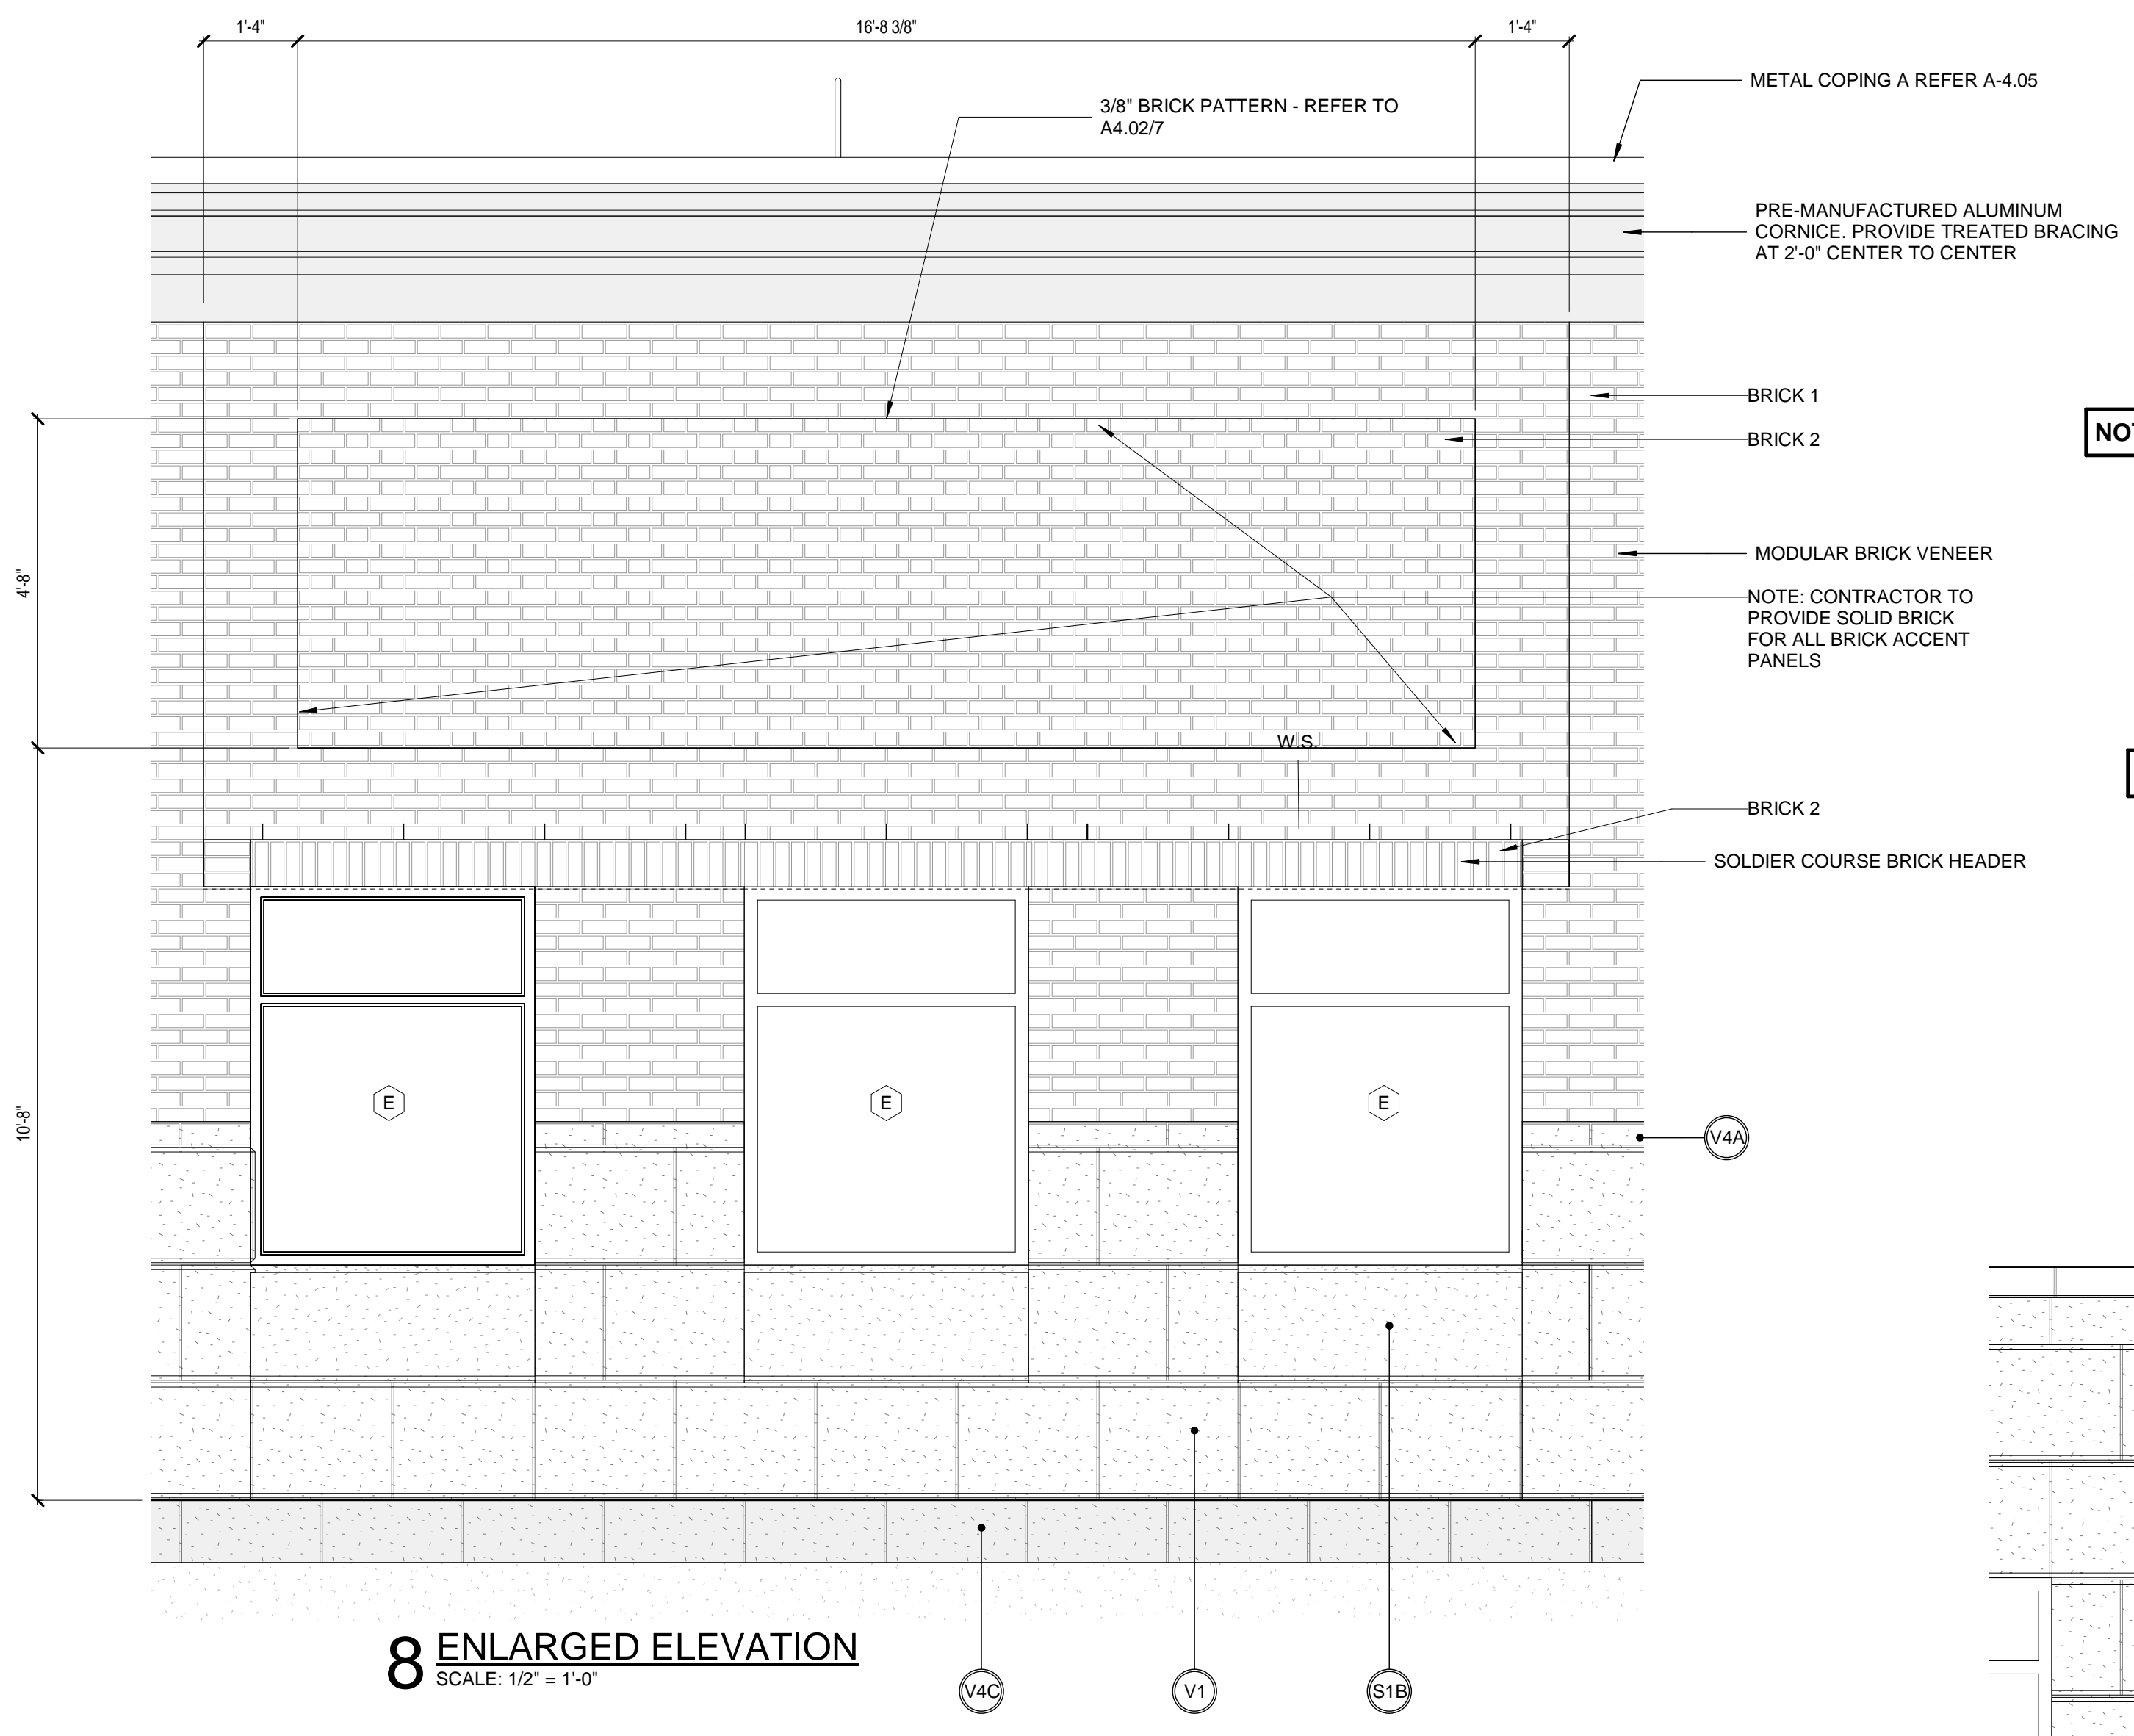 1'-4"
16'-8 3/8"
1'-4"
METAL COPING A REFER A-4.05
3/8" BRICK PATTERN - REFER TO
A4.02/7
PRE-MANUFACTURED ALUMINUM
CORNICE. PROVIDE TREATED BRACING
AT 2'-0" CENTER TO CENTER
BRICK 1
BRICK 2
4'-8"
MODULAR BRICK VENEER
NOTE: CONTRACTOR TO
PROVIDE SOLID BRICK
FOR ALL BRICK ACCENT
PANELS
W.S.
BRICK 2
SOLDIER COURSE BRICK HEADER
10'-8"
E
E
E
V4A
8 ENLARGED ELEVATION
SCALE: 1/2" = 1'-0"
V4C
V1
S1B